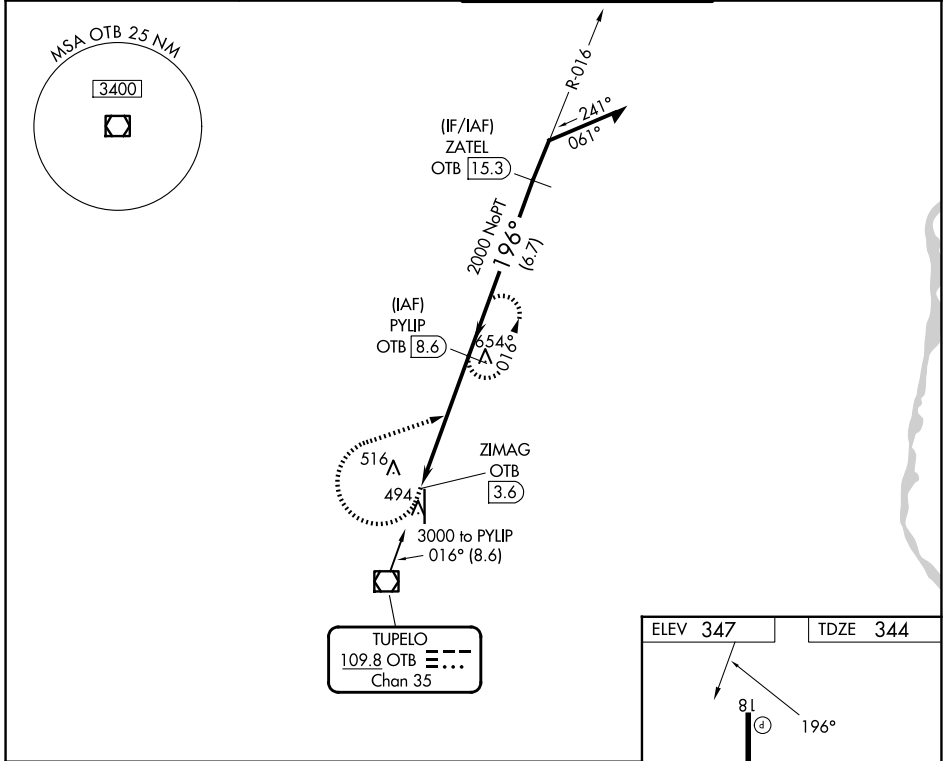 MSA OTB 25 NM
3400
R-016
241°
061°
(IF/IAF)
ZATEL
OTB 15.3
2000 NoPT
196°
(6.7)
(IAF)
PYLIP
OTB 8.6
654
016°
516
494
ZIMAG
OTB
3.6
3000 to PYLIP
016° (8.6)
TUPELO
109.8 OTB
Chan 35
ELEV 347
TDZE 344
18
P
196°